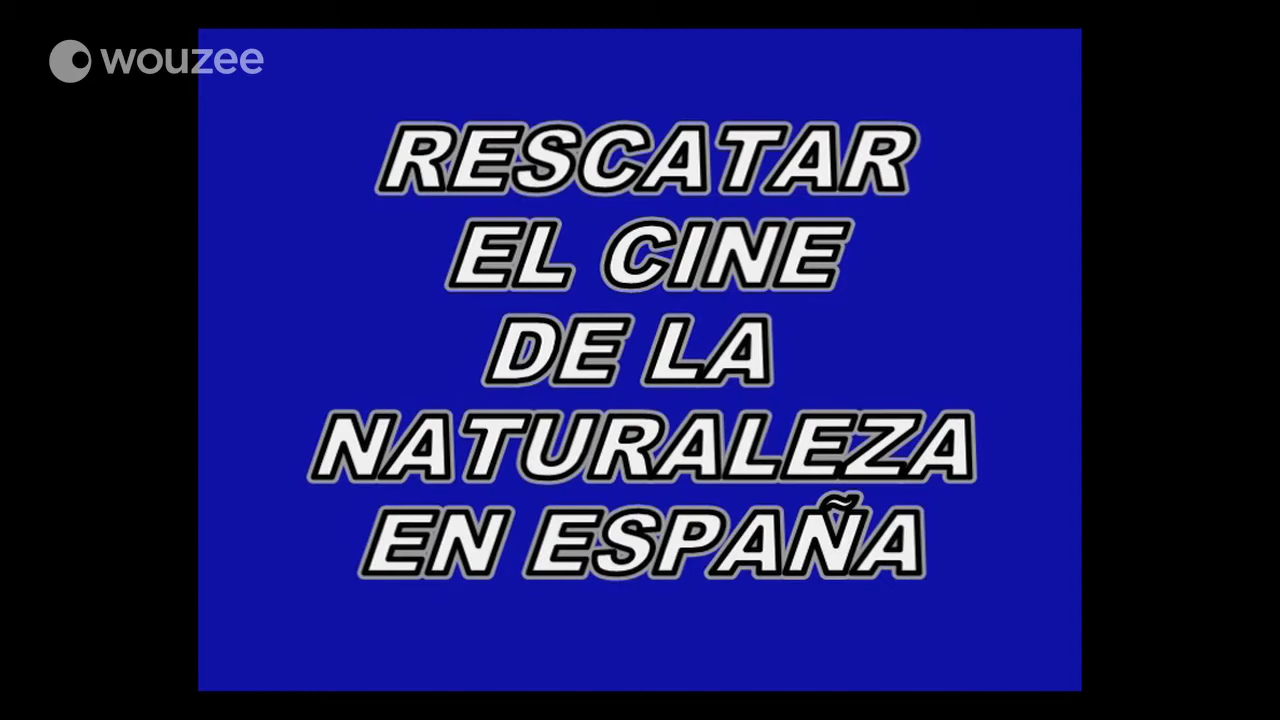 wouzee
RESCATAR
EL CINE
DE LA
NATURALEZA
EN ESPAÑA